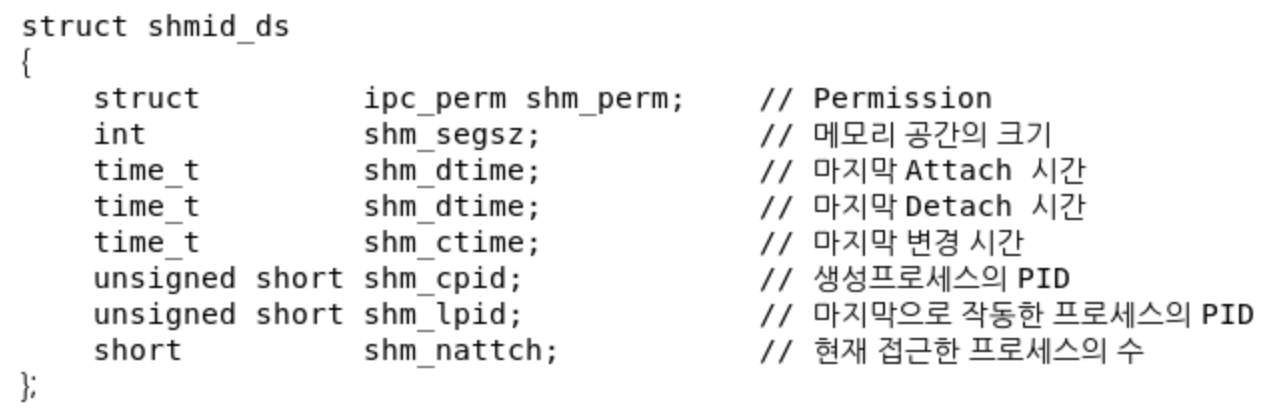 struct shmid_ds
{
    struct         ipc_perm shm_perm;    // Permission
    int            shm_segsz;            // 메모리 공간의 크기
    time_t         shm_dtime;            // 마지막 Attach 시간
    time_t         shm_dtime;            // 마지막 Detach 시간
    time_t         shm_ctime;            // 마지막 변경 시간
    unsigned short shm_cpid;             // 생성프로세스의 PID
    unsigned short shm_lpid;             // 마지막으로 작동한 프로세스의 PID
    short          shm_nattch;           // 현재 접근한 프로세스의 수
};